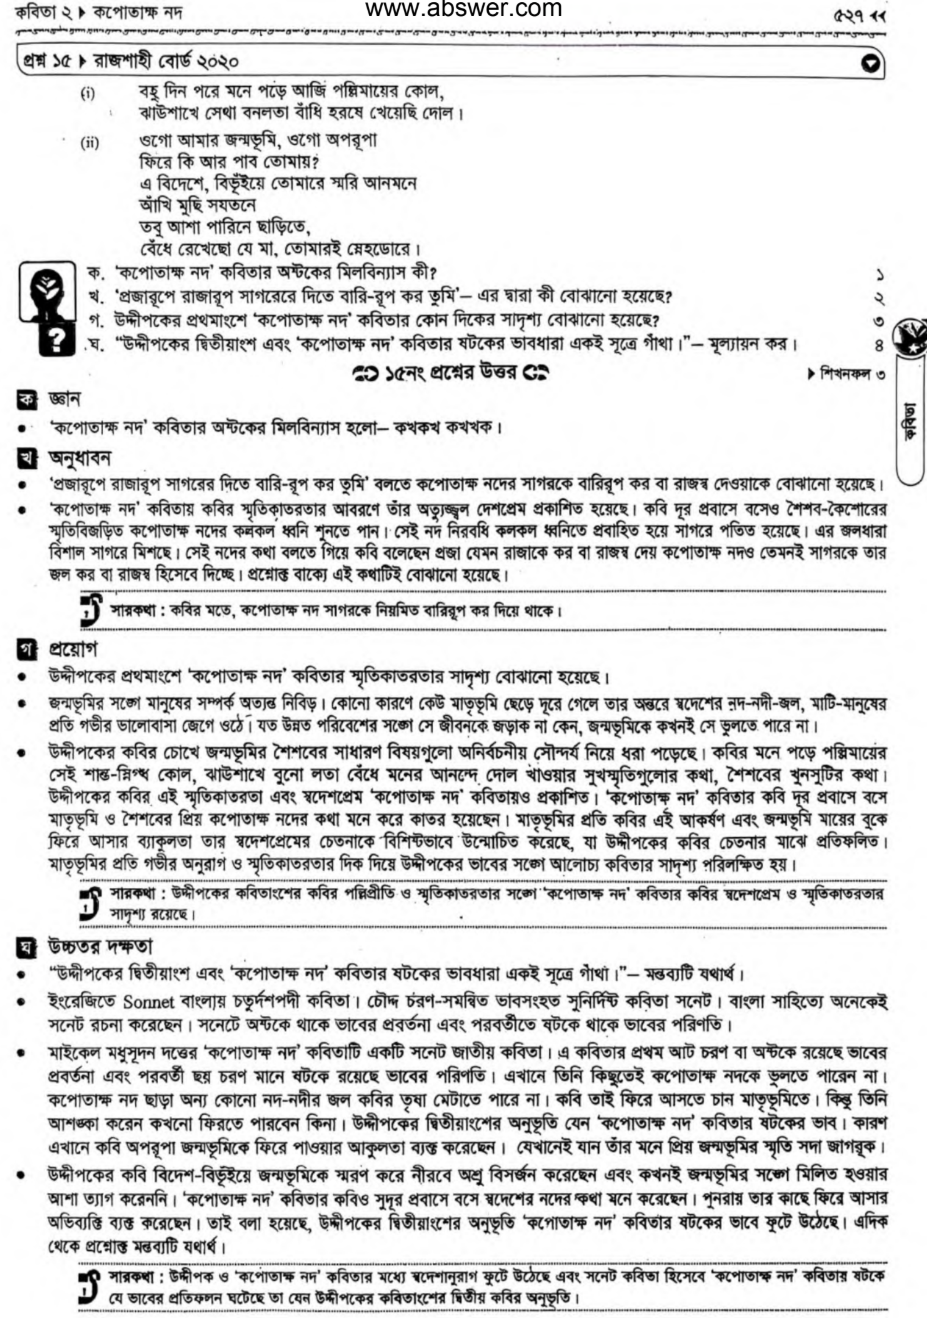 কবিতা ২ ▶ কপোতাক্ষ নদ
www.abswer.com
৫২৭ ◀◀
প্রশ্ন ১৫ ▶ রাজশাহী বোর্ড ২০২০
(i) বহু দিন পরে মনে পড়ে আজি পল্লিমায়ের কোল,
ঝাউশাখে সেথা বনলতা বাঁধি হরষে খেয়েছি দোল।
(ii) ওগো আমার জন্মভূমি, ওগো অপরূপা
ফিরে কি আর পাব তোমায়?
এ বিদেশে, বিভূঁইয়ে তোমারে স্মরি আনমনে
আঁখি মুছি সযতনে
তবু আশা পারিনে ছাড়িতে,
বেঁধে রেখেছো যে মা, তোমারই স্নেহডোরে।
ক. 'কপোতাক্ষ নদ' কবিতার অষ্টকের মিলবিন্যাস কী? ১
খ. 'প্রজারূপে রাজারূপ সাগরেরে দিতে বারি-রূপ কর তুমি'– এর দ্বারা কী বোঝানো হয়েছে? ২
গ. উদ্দীপকের প্রথমাংশে 'কপোতাক্ষ নদ' কবিতার কোন দিকের সাদৃশ্য বোঝানো হয়েছে? ৩
ঘ. "উদ্দীপকের দ্বিতীয়াংশ এবং 'কপোতাক্ষ নদ' কবিতার ষটকের ভাবধারা একই সূত্রে গাঁথা।"– মূল্যায়ন কর। ৪
১৫নং প্রশ্নের উত্তর
▶ শিখনফল ৩
কবিতা
ক জ্ঞান
● 'কপোতাক্ষ নদ' কবিতার অষ্টকের মিলবিন্যাস হলো– কখকখ কখখক।
খ অনুধাবন
● 'প্রজারূপে রাজারূপ সাগরের দিতে বারি-রূপ কর তুমি' বলতে কপোতাক্ষ নদের সাগরকে বারিরূপ কর বা রাজস্ব দেওয়াকে বোঝানো হয়েছে।
● 'কপোতাক্ষ নদ' কবিতায় কবির স্মৃতিকাতরতার আবরণে তাঁর অত্যুজ্জ্বল দেশপ্রেম প্রকাশিত হয়েছে। কবি দূর প্রবাসে বসেও শৈশব-কৈশোরের
স্মৃতিবিজড়িত কপোতাক্ষ নদের কলকল ধ্বনি শুনতে পান। সেই নদ নিরবধি কলকল ধ্বনিতে প্রবাহিত হয়ে সাগরে পতিত হয়েছে। এর জলধারা
বিশাল সাগরে মিশছে। সেই নদের কথা বলতে গিয়ে কবি বলেছেন প্রজা যেমন রাজাকে কর বা রাজস্ব দেয় কপোতাক্ষ নদও তেমনই সাগরকে তার
জল কর বা রাজস্ব হিসেবে দিচ্ছে। প্রশ্নোক্ত বাক্যে এই কথাটিই বোঝানো হয়েছে।
সারকথা : কবির মতে, কপোতাক্ষ নদ সাগরকে নিয়মিত বারিরূপ কর দিয়ে থাকে।
গ প্রয়োগ
● উদ্দীপকের প্রথমাংশে 'কপোতাক্ষ নদ' কবিতার স্মৃতিকাতরতার সাদৃশ্য বোঝানো হয়েছে।
● জন্মভূমির সঙ্গে মানুষের সম্পর্ক অত্যন্ত নিবিড়। কোনো কারণে কেউ মাতৃভূমি ছেড়ে দূরে গেলে তার অন্তরে স্বদেশের নদ-নদী-জল, মাটি-মানুষের
প্রতি গভীর ভালোবাসা জেগে ওঠে। যত উন্নত পরিবেশের সঙ্গে সে জীবনকে জড়াক না কেন, জন্মভূমিকে কখনই সে ভুলতে পারে না।
● উদ্দীপকের কবির চোখে জন্মভূমির শৈশবের সাধারণ বিষয়গুলো অনির্বচনীয় সৌন্দর্য নিয়ে ধরা পড়েছে। কবির মনে পড়ে পল্লিমায়ের
সেই শান্ত-স্নিগ্ধ কোল, ঝাউশাখে বুনো লতা বেঁধে মনের আনন্দে দোল খাওয়ার সুখস্মৃতিগুলোর কথা, শৈশবের খুনসুটির কথা।
উদ্দীপকের কবির এই স্মৃতিকাতরতা এবং স্বদেশপ্রেম 'কপোতাক্ষ নদ' কবিতায়ও প্রকাশিত। 'কপোতাক্ষ নদ' কবিতার কবি দূর প্রবাসে বসে
মাতৃভূমি ও শৈশবের প্রিয় কপোতাক্ষ নদের কথা মনে করে কাতর হয়েছেন। মাতৃভূমির প্রতি কবির এই আকর্ষণ এবং জন্মভূমি মায়ের বুকে
ফিরে আসার ব্যাকুলতা তার স্বদেশপ্রেমের চেতনাকে বিশিষ্টভাবে উন্মোচিত করেছে, যা উদ্দীপকের কবির চেতনার মাঝে প্রতিফলিত।
মাতৃভূমির প্রতি গভীর অনুরাগ ও স্মৃতিকাতরতার দিক দিয়ে উদ্দীপকের ভাবের সঙ্গে আলোচ্য কবিতার সাদৃশ্য পরিলক্ষিত হয়।
সারকথা : উদ্দীপকের কবিতাংশের কবির পল্লিপ্রীতি ও স্মৃতিকাতরতার সঙ্গে 'কপোতাক্ষ নদ' কবিতার কবির স্বদেশপ্রেম ও স্মৃতিকাতরতার
সাদৃশ্য রয়েছে।
ঘ উচ্চতর দক্ষতা
● "উদ্দীপকের দ্বিতীয়াংশ এবং 'কপোতাক্ষ নদ' কবিতার ষটকের ভাবধারা একই সূত্রে গাঁথা।"– মন্তব্যটি যথার্থ।
● ইংরেজিতে Sonnet বাংলায় চতুর্দশপদী কবিতা। চৌদ্দ চরণ-সমন্বিত ভাবসংহত সুনির্দিষ্ট কবিতা সনেট। বাংলা সাহিত্যে অনেকেই
সনেট রচনা করেছেন। সনেটে অষ্টকে থাকে ভাবের প্রবর্তনা এবং পরবর্তীতে ষটকে থাকে ভাবের পরিণতি।
● মাইকেল মধুসূদন দত্তের 'কপোতাক্ষ নদ' কবিতাটি একটি সনেট জাতীয় কবিতা। এ কবিতার প্রথম আট চরণ বা অষ্টকে রয়েছে ভাবের
প্রবর্তনা এবং পরবর্তী ছয় চরণ মানে ষটকে রয়েছে ভাবের পরিণতি। এখানে তিনি কিছুতেই কপোতাক্ষ নদকে ভুলতে পারেন না।
কপোতাক্ষ নদ ছাড়া অন্য কোনো নদ-নদীর জল কবির তৃষা মেটাতে পারে না। কবি তাই ফিরে আসতে চান মাতৃভূমিতে। কিন্তু তিনি
আশঙ্কা করেন কখনো ফিরতে পারবেন কিনা। উদ্দীপকের দ্বিতীয়াংশের অনুভূতি যেন 'কপোতাক্ষ নদ' কবিতার ষটকের ভাব। কারণ
এখানে কবি অপরূপা জন্মভূমিকে ফিরে পাওয়ার আকুলতা ব্যক্ত করেছেন। যেখানেই যান তাঁর মনে প্রিয় জন্মভূমির স্মৃতি সদা জাগরূক।
● উদ্দীপকের কবি বিদেশ-বিভূঁইয়ে জন্মভূমিকে স্মরণ করে নীরবে অশ্রু বিসর্জন করেছেন এবং কখনই জন্মভূমির সঙ্গে মিলিত হওয়ার
আশা ত্যাগ করেননি। 'কপোতাক্ষ নদ' কবিতার কবিও সুদূর প্রবাসে বসে স্বদেশের নদের কথা মনে করেছেন। পুনরায় তার কাছে ফিরে আসার
অভিব্যক্তি ব্যক্ত করেছেন। তাই বলা হয়েছে, উদ্দীপকের দ্বিতীয়াংশের অনুভূতি 'কপোতাক্ষ নদ' কবিতার ষটকের ভাবে ফুটে উঠেছে। এদিক
থেকে প্রশ্নোক্ত মন্তব্যটি যথার্থ।
সারকথা : উদ্দীপক ও 'কপোতাক্ষ নদ' কবিতার মধ্যে স্বদেশানুরাগ ফুটে উঠেছে এবং সনেট কবিতা হিসেবে 'কপোতাক্ষ নদ' কবিতায় ষটকে
যে ভাবের প্রতিফলন ঘটেছে তা যেন উদ্দীপকের কবিতাংশের দ্বিতীয় কবির অনুভূতি।